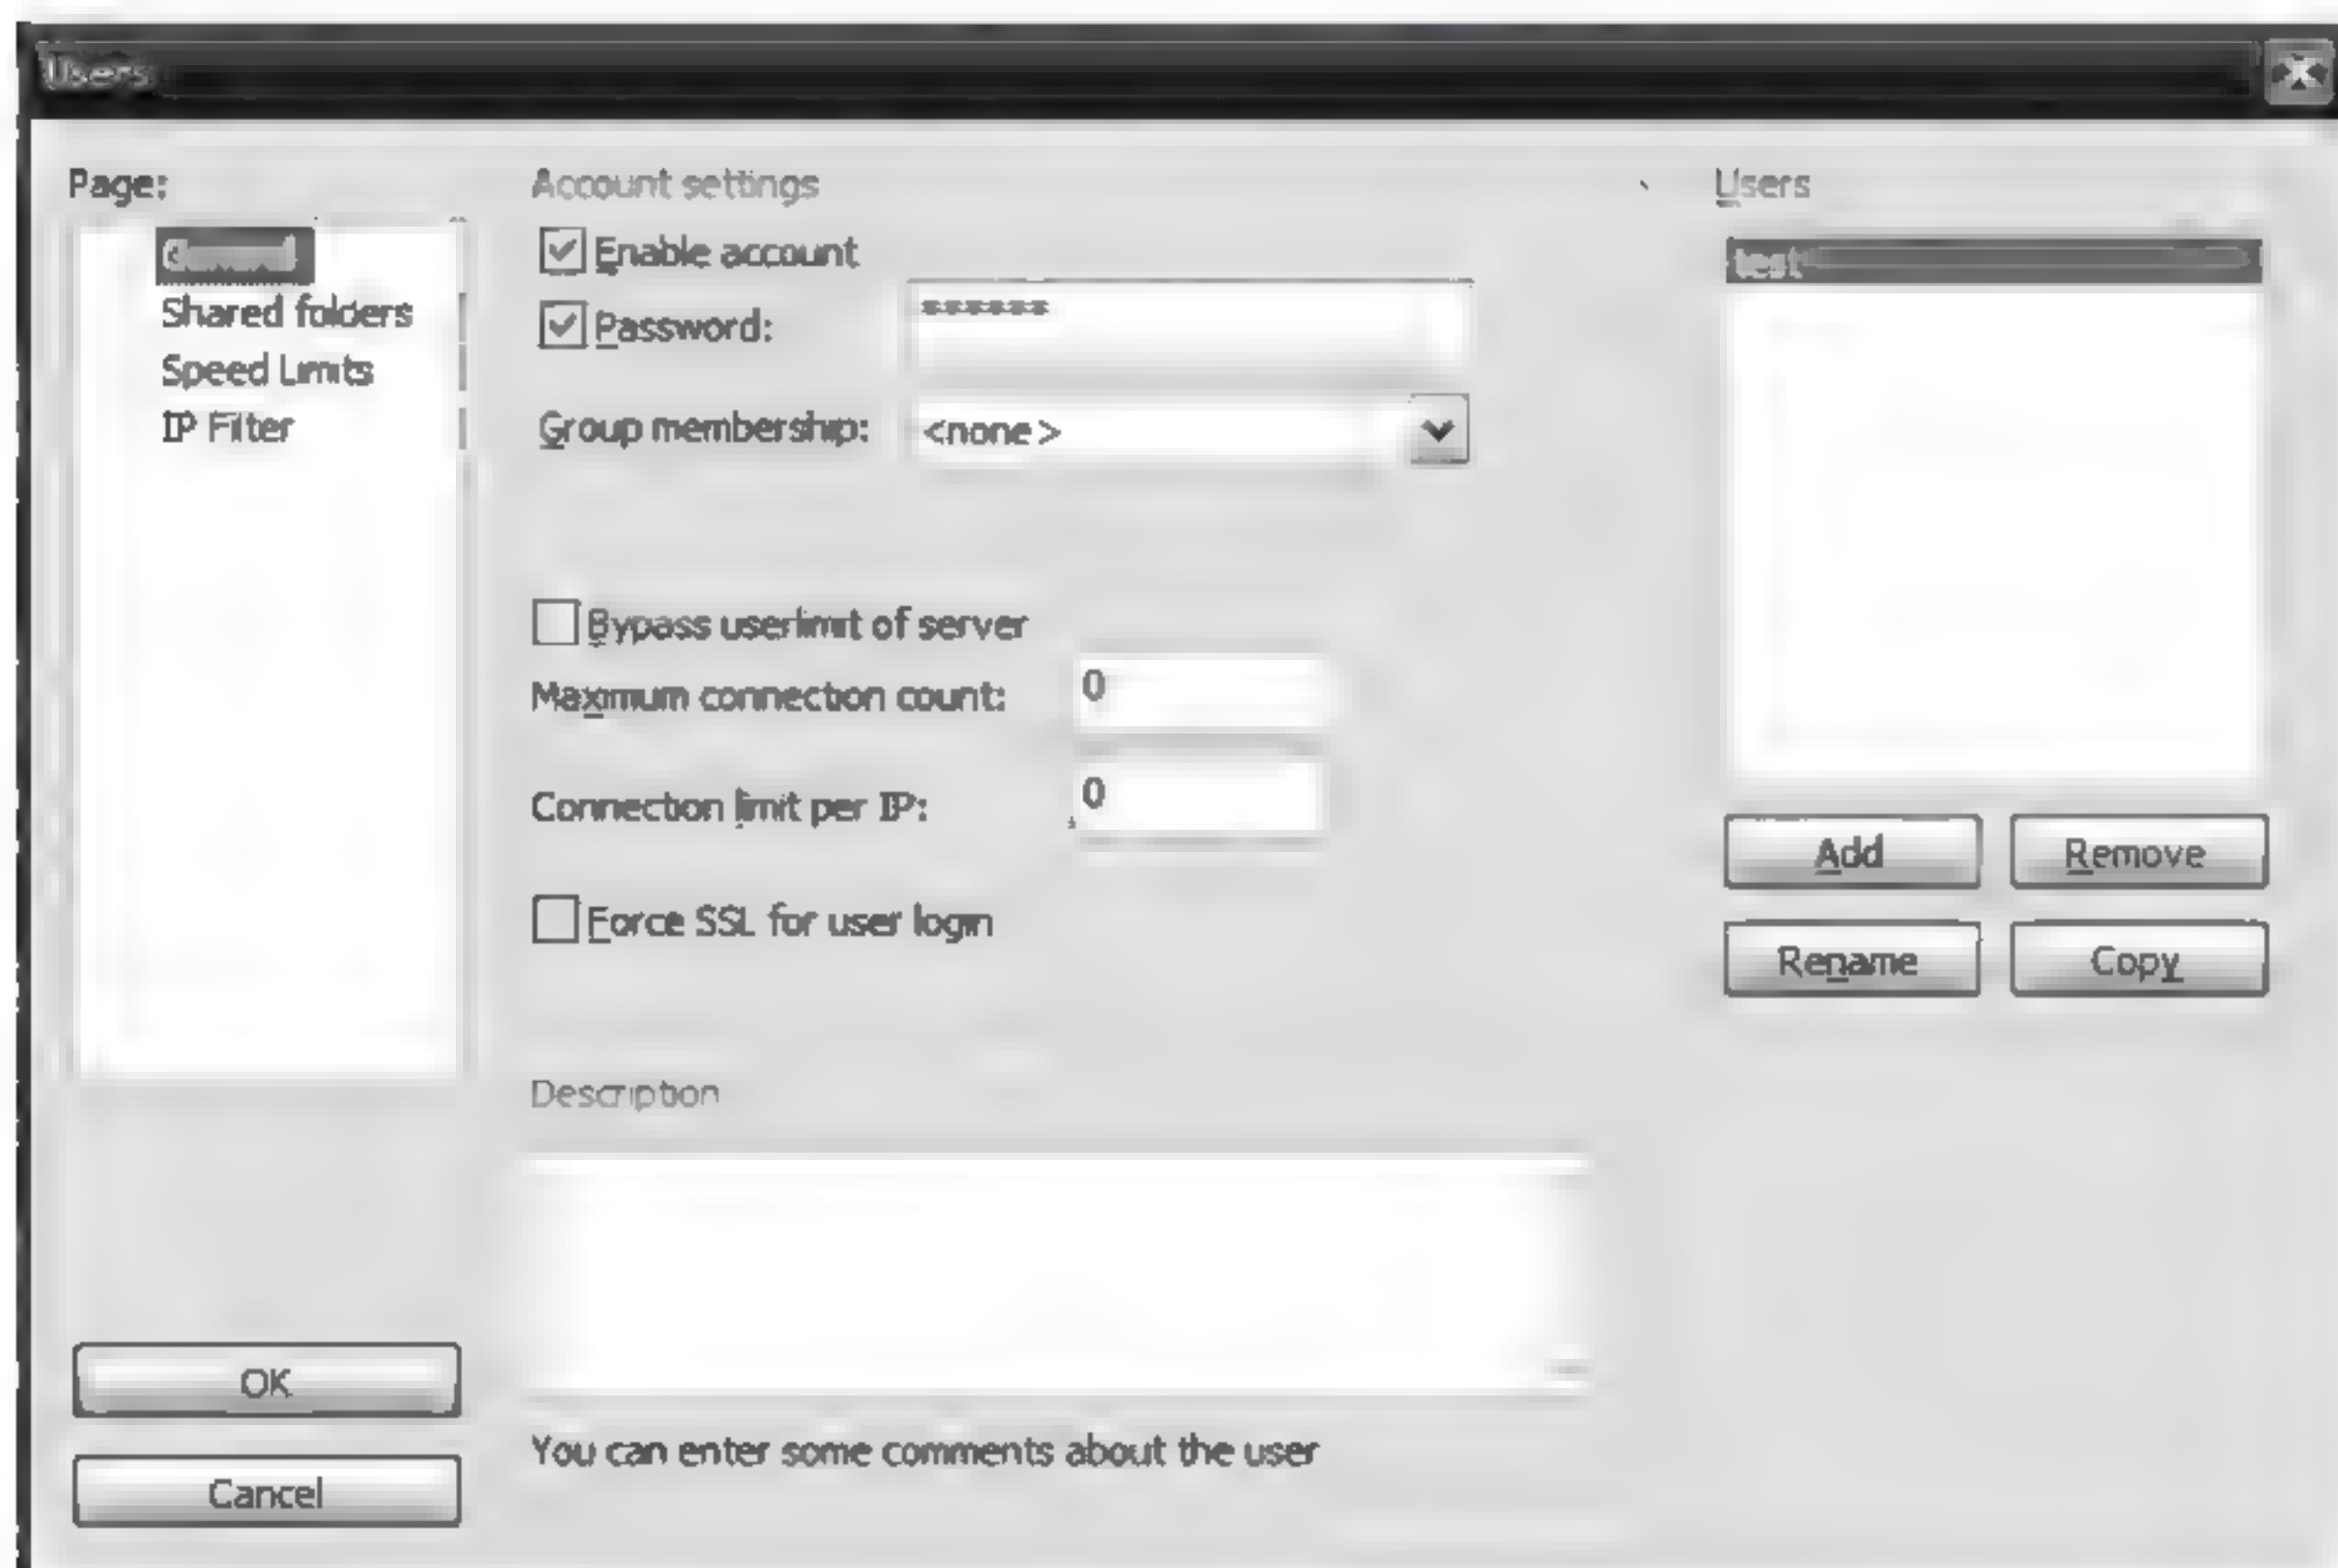 Users
Page:
Shared folders
Speed Limits
IP Filter
OK
Cancel
Account settings
Enable account
Password: ******
Group membership: <none>
Bypass userlimit of server
Maximum connection count: 0
Connection limit per IP: 0
Force SSL for user login
Description
You can enter some comments about the user
Users
test
Add Remove
Rename Copy